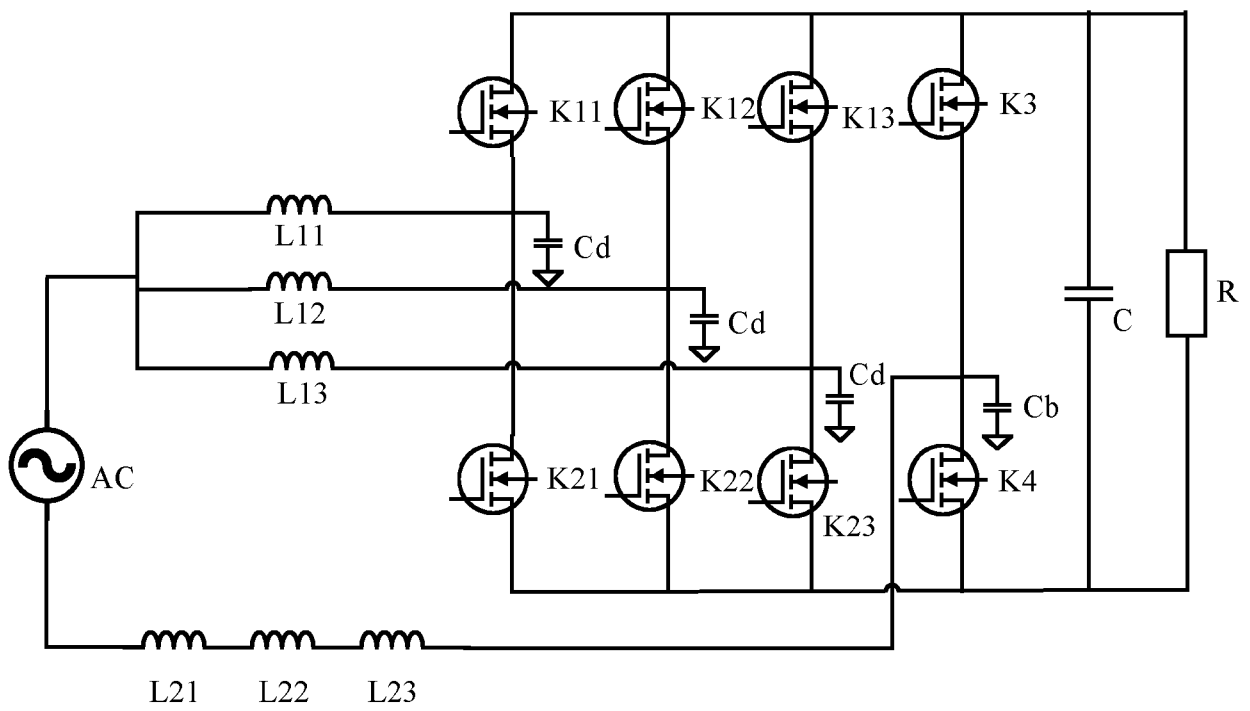 K11
K12
K13
K3
L11
Cd
L12
Cd
R
C
L13
Cd
Cb
AC
K21
K22
K4
K23
L21 L22 L23